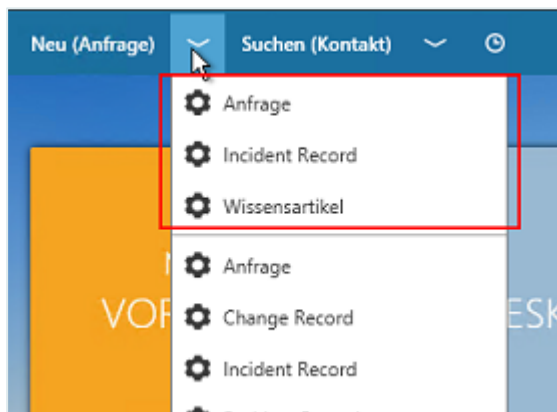 Neu (Anfrage) Suchen (Kontakt)
Anfrage
Incident Record
Wissensartikel
Anfrage
Change Record
Incident Record